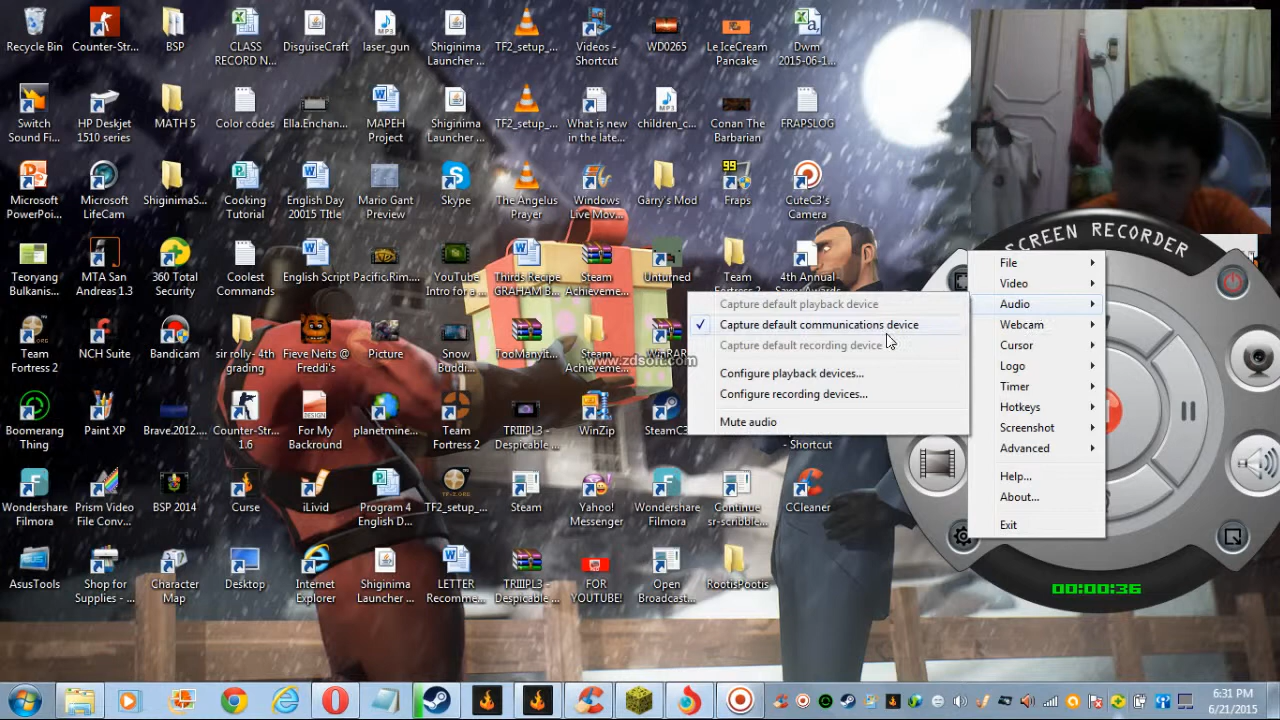 Recycle Bin
Counter-Str...
BSP
CLASS
RECORD N...
DisguiseCraft
laser_gun
Shiginima
Launcher ...
TF2_setup_...
Videos -
Shortcut
WD0265
Le IceCream
Pancake
Dwm
2015-06-1...
Switch
Sound Fi...
HP Deskjet
1510 series
MATH 5
Color codes
Ella.Enchan...
MAPEH
Project
Shiginima
Launcher ...
TF2_setup_...
What is new
in the late...
children_c...
Conan The
Barbarian
FRAPSLOG
Microsoft
PowerPoi...
Microsoft
LifeCam
ShiginimaS...
Cooking
Tutorial
English Day
20015 TItle
Mario Gant
Preview
Skype
The Angelus
Prayer
Windows
Live Mov...
Garry's Mod
99
Fraps
CuteC3's
Camera
SCREEN RECORDER
Teoryang
Bulkanis...
MTA San
Andreas 1.3
360 Total
Security
Coolest
Commands
English Script
Pacific.Rim....
YouTube
Intro for a ...
Thirds Recipe
GRAHAM B...
Steam
Achieveme...
Unturned
Team
Fortress 2
4th Annual
File
Video
Audio
Webcam
Cursor
Logo
Timer
Hotkeys
Screenshot
Advanced
Help...
About...
Exit
Capture default playback device
Capture default communications device
Capture default recording device
Configure playback devices...
Configure recording devices...
Mute audio
www.zdsoft.com
Team
Fortress 2
NCH Suite
Bandicam
sir rolly- 4th
grading
Fieve Neits @
Freddi's
Picture
Snow
Buddi...
TooManyIt...
Steam
Achieveme...
WinRAR
Boomerang
Thing
Paint XP
Brave.2012....
Counter-Str...
1.6
For My
Backround
planetmine...
Team
Fortress 2
TRIIIPL3 -
Despicable ...
WinZip
SteamC3
- Shortcut
Wondershare
Filmora
Prism Video
File Conv...
BSP 2014
Curse
iLivid
Program 4
English D...
TF2_setup_...
Steam
Yahoo!
Messenger
Wondershare
Filmora
Continue
sr-scribble...
CCleaner
AsusTools
Shop for
Supplies - ...
Character
Map
Desktop
Internet
Explorer
Shiginima
Launcher ...
LETTER
Recomme...
TRIIIPL3 -
Despicable ...
FOR
YOUTUBE!
Open
Broadcast...
RootisPootis
00:00:36
6:31 PM
6/21/2015